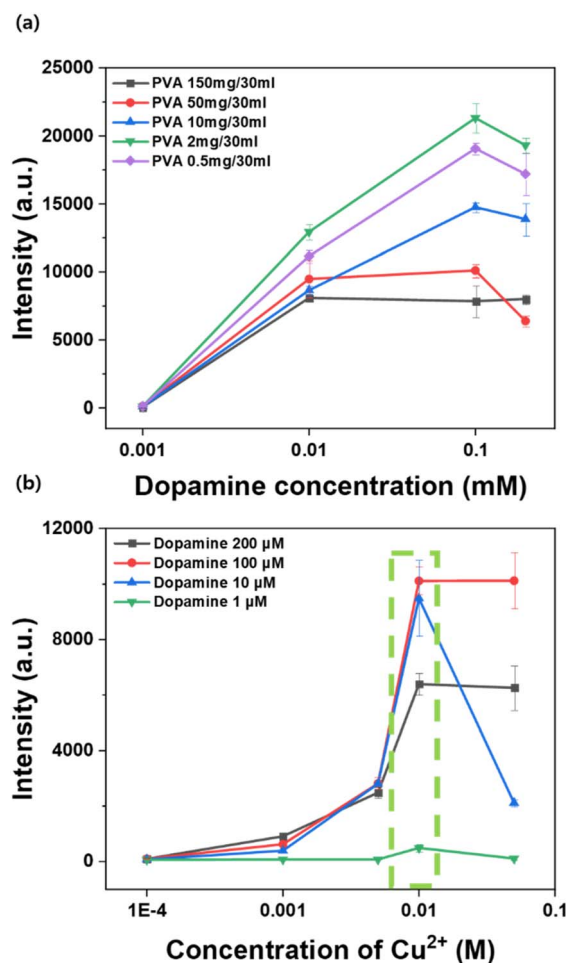 (a)
25000
20000
15000
10000
5000
0
PVA 150mg/30ml
PVA 50mg/30ml
PVA 10mg/30ml
PVA 2mg/30ml
PVA 0.5mg/30ml
Intensity (a.u.)
0.001 0.01 0.1
Dopamine concentration (mM)
(b)
12000
8000
4000
0
Dopamine 200 µM
Dopamine 100 µM
Dopamine 10 µM
Dopamine 1 µM
Intensity (a.u.)
1E-4 0.001 0.01 0.1
Concentration of Cu²⁺ (M)